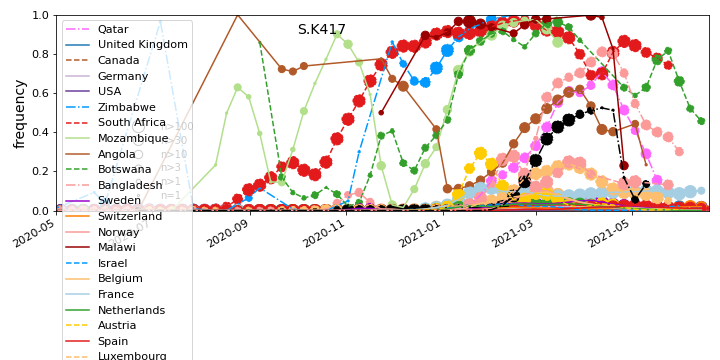 S.K417
frequency
1.0
0.8
0.6
0.4
0.2
0.0
2020-05
2020-09
2020-11
2021-01
2021-03
2021-05
Qatar
United Kingdom
Canada
Germany
USA
Zimbabwe
South Africa
Mozambique
Angola
Botswana
Bangladesh
Sweden
Switzerland
Norway
Malawi
Israel
Belgium
France
Netherlands
Austria
Spain
Luxembourg
n>100
n>30
n>10
n>3
n>1
n=1